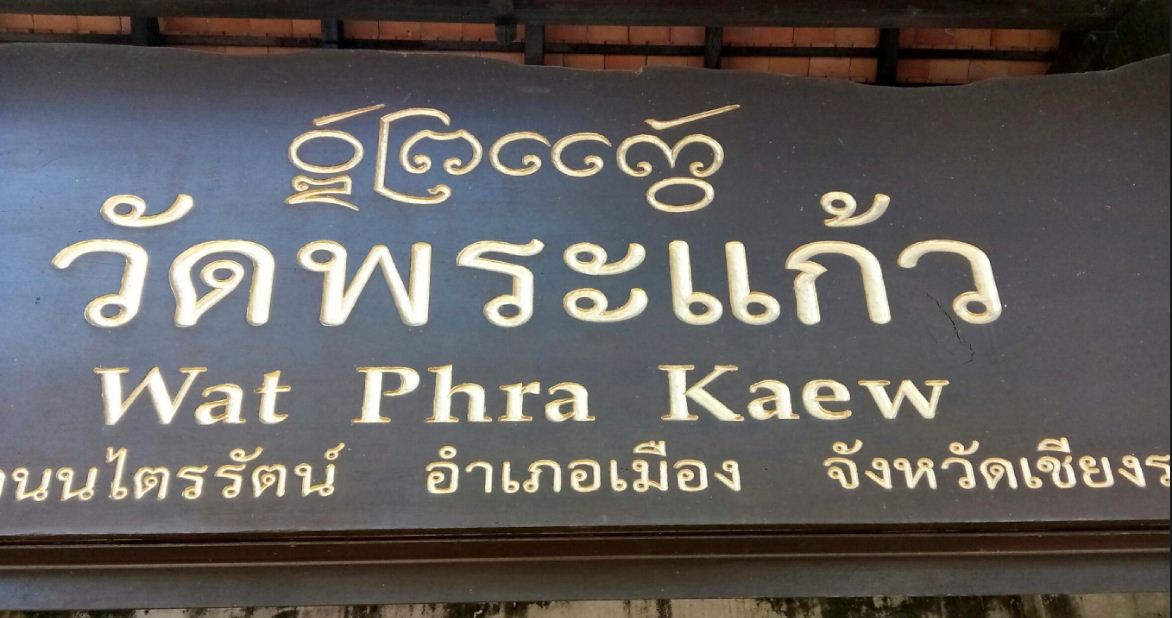 วัดพระแก้ว
Wat Phra Kaew
นนไตรรัตน์ อำเภอเมือง จังหวัดเชียงร